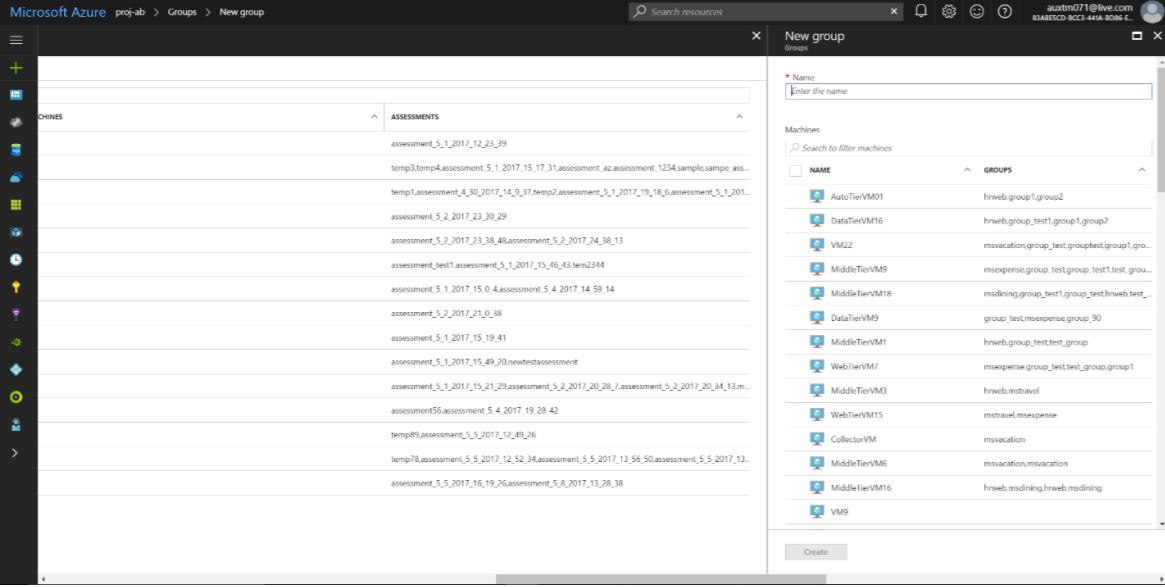 Microsoft Azure proj-ab > Groups > New group
Search resources
auxtm071@live.com
83ABE5CD-BCC3-441A-BD86-E...
New group
Groups
* Name
Enter the name
CHINES
ASSESSMENTS
assessment_5_1_2017_12_23_39
temp3,temp4,assessment_5_1_2017_15_17_31,assessment_az,assessment_1234,sample,sampe_ass...
temp1,assessment_4_30_2017_14_9_37,temp2,assessment_5_1_2017_19_18_6,assessment_5_1_201...
assessment_5_2_2017_23_30_29
assessment_5_2_2017_23_38_48,assessment_5_2_2017_24_38_13
assessment_test1,assessment_5_1_2017_15_46_43,tem2344
assessment_5_1_2017_15_0_4,assessment_5_4_2017_14_59_14
assessment_5_2_2017_21_0_38
assessment_5_1_2017_15_19_41
assessment_5_1_2017_15_49_20,newtestassessment
assessment_5_1_2017_15_21_29,assessment_5_2_2017_20_28_7,assessment_5_2_2017_20_34_13,m...
assessment56,assessment_5_4_2017_19_28_42
temp89,assessment_5_5_2017_12_49_26
temp78,assessment_5_5_2017_12_52_34,assessment_5_5_2017_13_56_50,assessment_5_5_2017_13...
assessment_5_5_2017_16_19_26,assessment_5_8_2017_13_28_38
Machines
Search to filter machines
NAME GROUPS
AutoTierVM01 hrweb,group1,group2
DataTierVM16 hrweb,group_test1,group1,group2
VM22 msvacation,group_test,grouptest,group1,gro...
MiddleTierVM9 msexpense,group_test,group_test1,test_grou...
MiddleTierVM18 msdining,group_test1,group_test,hrweb,test_...
DataTierVM9 group_test,msexpense,group_90
MiddleTierVM1 hrweb,group_test,test_group
WebTierVM7 msexpense,group_test,test_group,group1
MiddleTierVM3 hrweb,mstravel
WebTierVM15 mstravel,msexpense
CollectorVM msvacation
MiddleTierVM6 msvacation,msvacation
MiddleTierVM16 hrweb,msdining,hrweb,msdining
VM9
Create